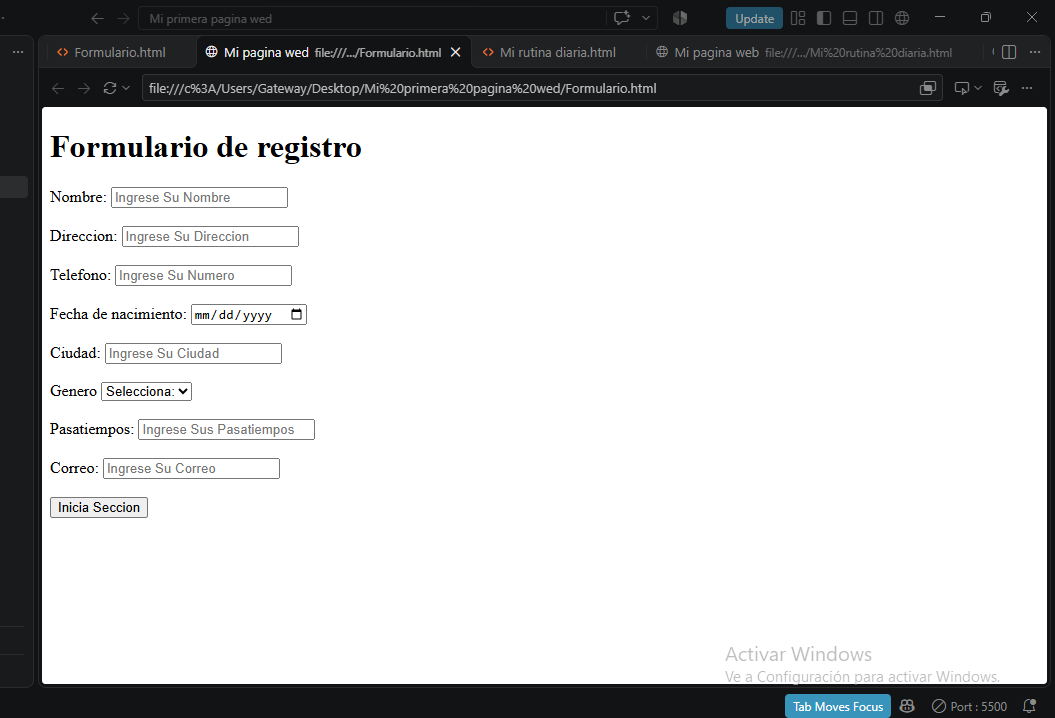 Mi primera pagina wed
Update
Formulario.html
Mi pagina wed file:///.../Formulario.html
Mi rutina diaria.html
Mi pagina web file:///.../Mi%20rutina%20diaria.html
file:///c%3A/Users/Gateway/Desktop/Mi%20primera%20pagina%20wed/Formulario.html
Formulario de registro
Nombre: Ingrese Su Nombre
Direccion: Ingrese Su Direccion
Telefono: Ingrese Su Numero
Fecha de nacimiento: mm/dd/yyyy
Ciudad: Ingrese Su Ciudad
Genero Selecciona:
Pasatiempos: Ingrese Sus Pasatiempos
Correo: Ingrese Su Correo
Inicia Seccion
Activar Windows
Ve a Configuración para activar Windows.
Tab Moves Focus
Port : 5500